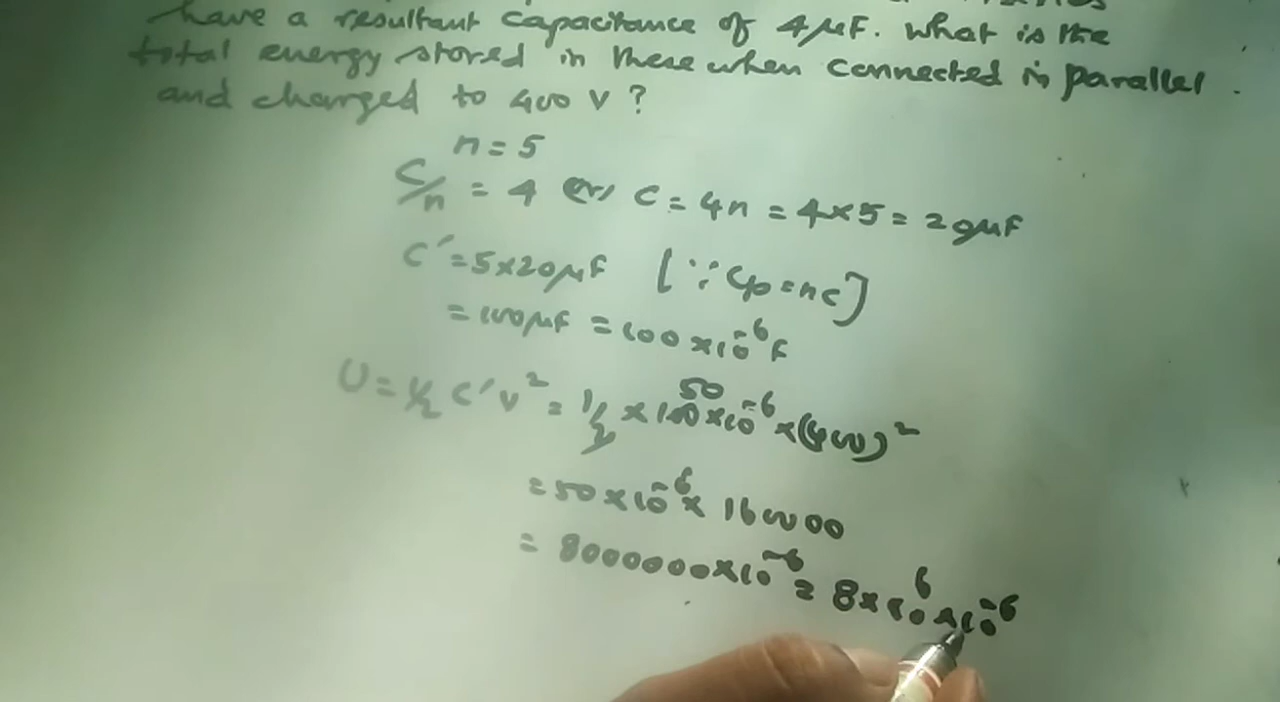 have a resultant capacitance of 4μF. What is the
total energy stored in these when connected in parallel.
and charged to 400 V?
n = 5
C/n = 4 (or) C = 4n = 4×5 = 20μF
C' = 5×20μF [∵ Cp = nC]
= 100μF = 100 ×10⁻⁶ F
50
U = ½ C'V² = ½ × 100×10⁻⁶ ×(400)²
= 50×10⁻⁶ × 160000
= 8000000×10⁻⁶ = 8×10⁶ ×10⁻⁶